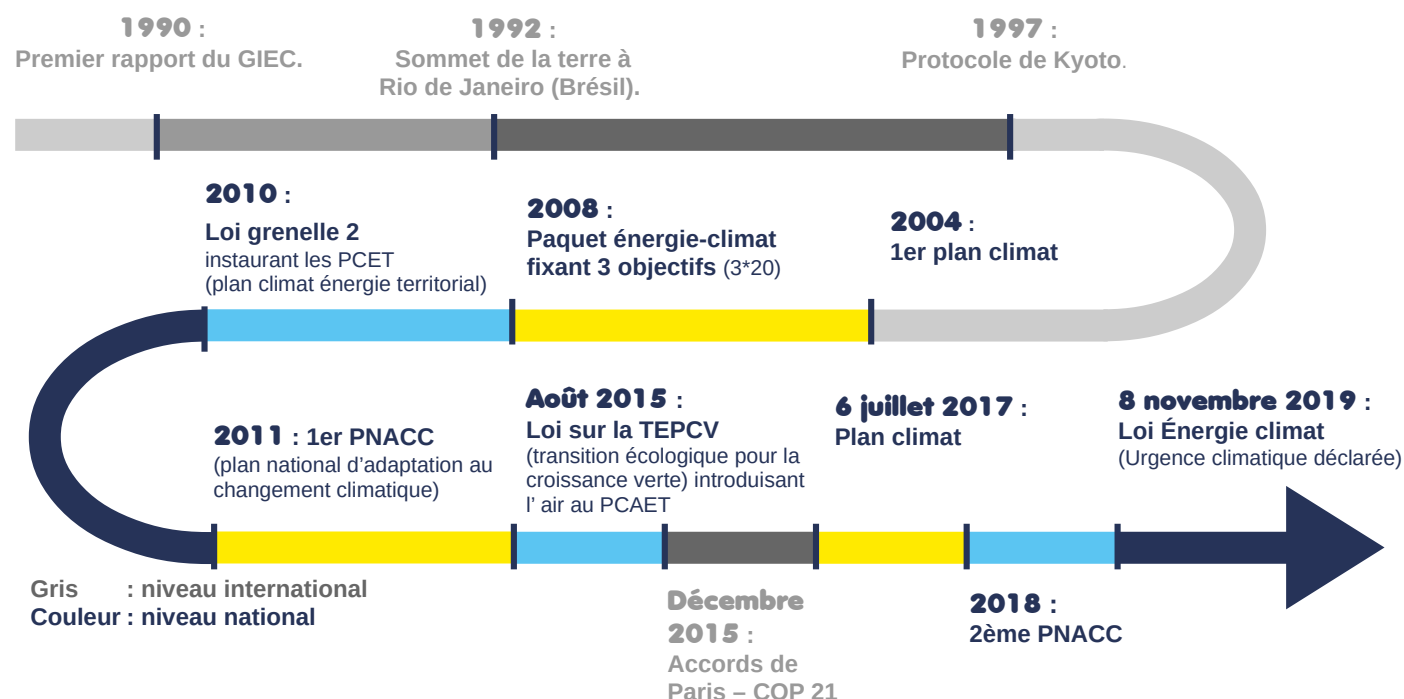 1990 :
Premier rapport du GIEC.
1992 :
Sommet de la terre à
Rio de Janeiro (Brésil).
1997 :
Protocole de Kyoto.
2010 :
Loi grenelle 2
instaurant les PCET
(plan climat énergie territorial)
2008 :
Paquet énergie-climat
fixant 3 objectifs (3*20)
2004 :
1er plan climat
2011 : 1er PNACC
(plan national d'adaptation au
changement climatique)
Août 2015 :
Loi sur la TEPCV
(transition écologique pour la
croissance verte) introduisant
l' air au PCAET
6 juillet 2017 :
Plan climat
8 novembre 2019 :
Loi Énergie climat
(Urgence climatique déclarée)
Gris : niveau international
Couleur : niveau national
Décembre
2015 :
Accords de
Paris – COP 21
2018 :
2ème PNACC